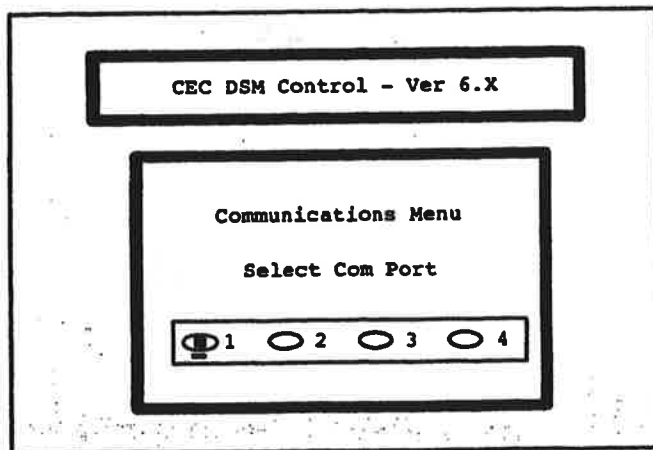 CEC DSM Control - Ver 6.X
Communications Menu
Select Com Port
1 2 3 4